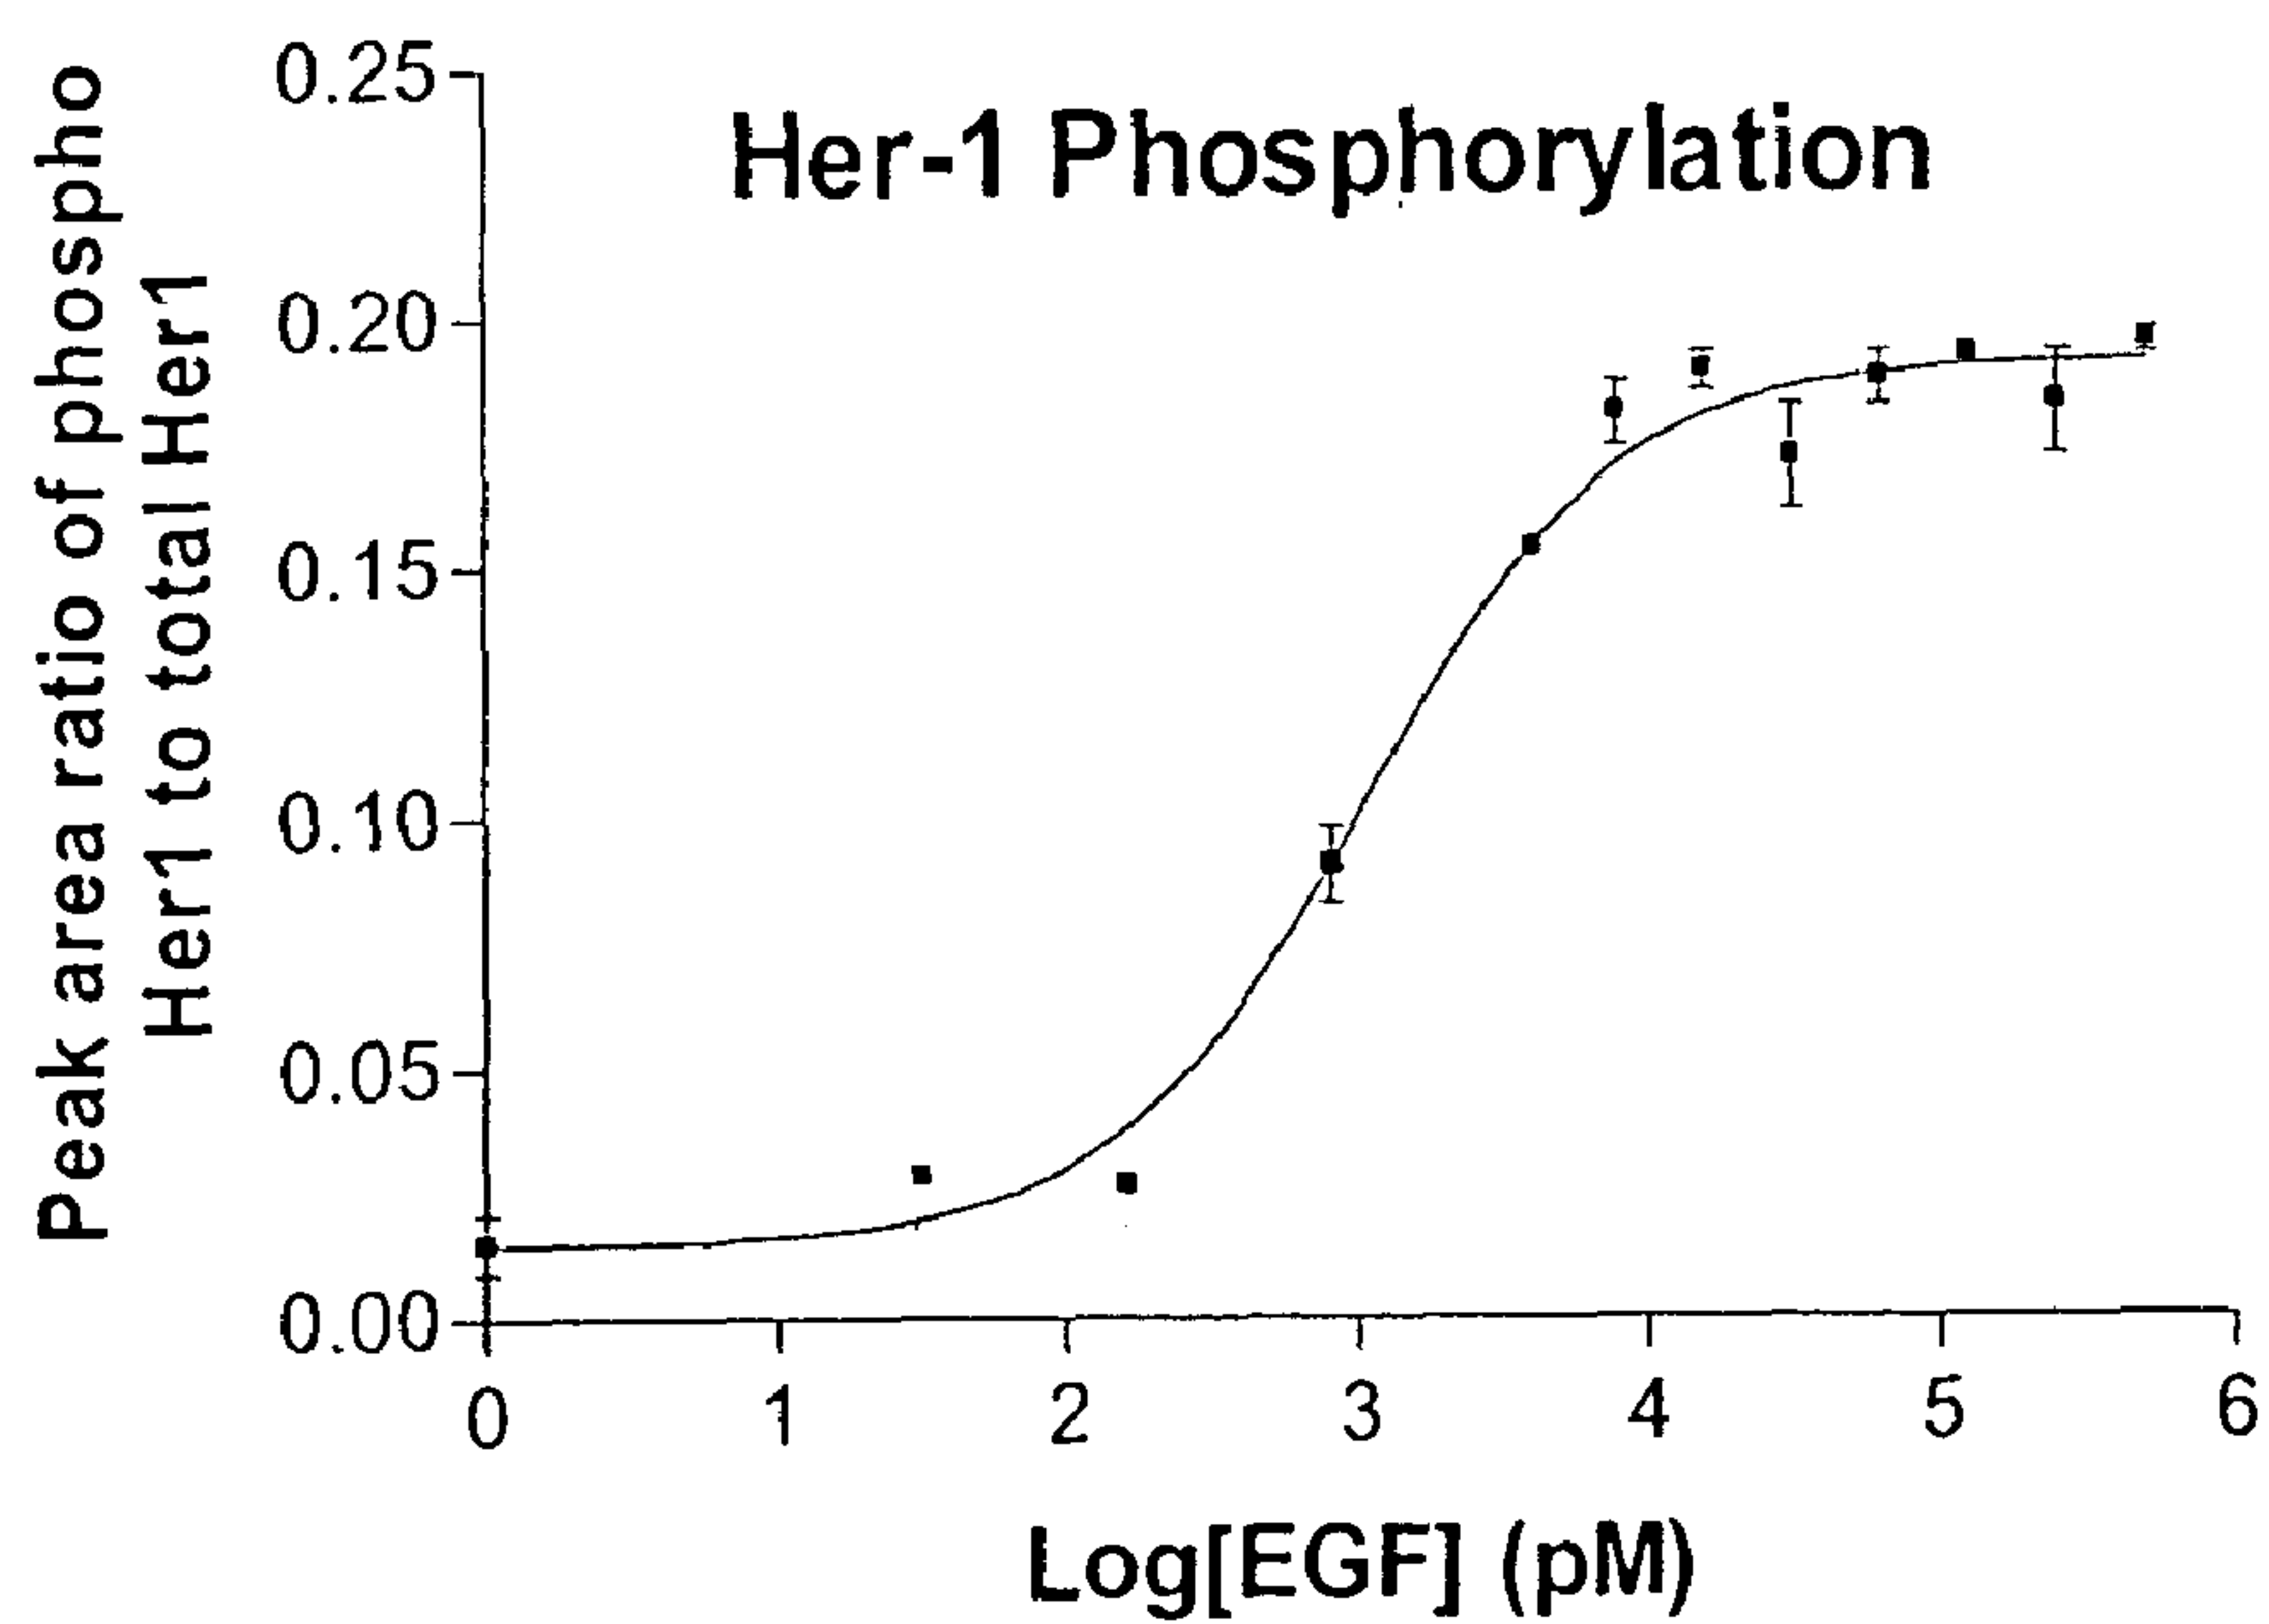 Her-1 Phosphorylation
Peak area ratio of phospho
Her1 to total Her1
0.25
0.20
0.15
0.10
0.05
0.00
0 1 2 3 4 5 6
Log[EGF] (pM)